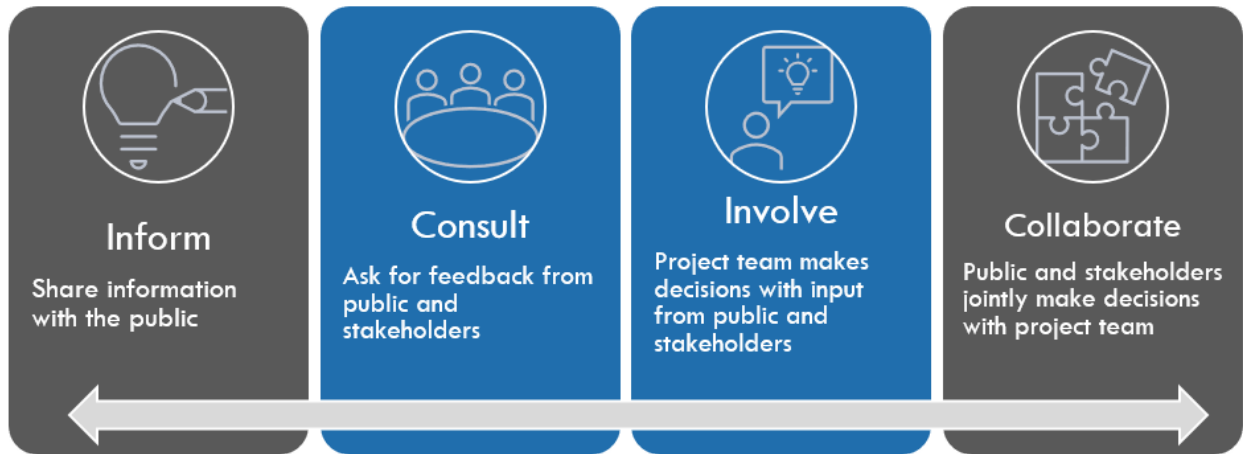 Inform
Share information
with the public
Consult
Ask for feedback from
public and
stakeholders
Involve
Project team makes
decisions with input
from public and
stakeholders
Collaborate
Public and stakeholders
jointly make decisions
with project team